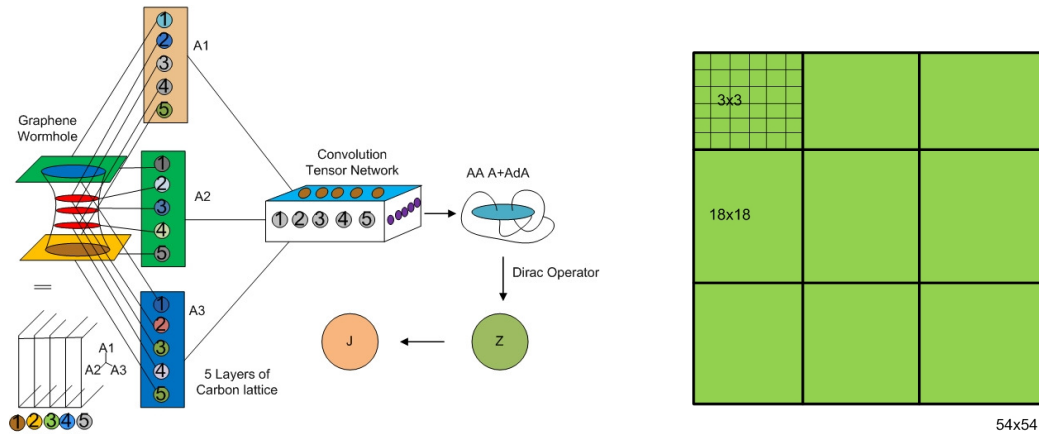 1
2
3
4
5
A1
Graphene
Wormhole
1
2
3
4
5
A2
Convolution
Tensor Network
1 2 3 4 5
AA A+AdA
Dirac Operator
1
2
3
4
5
A3
J
Z
A1
A2 A3
5 Layers of
Carbon lattice
1 2 3 4 5
3x3
18x18
54x54